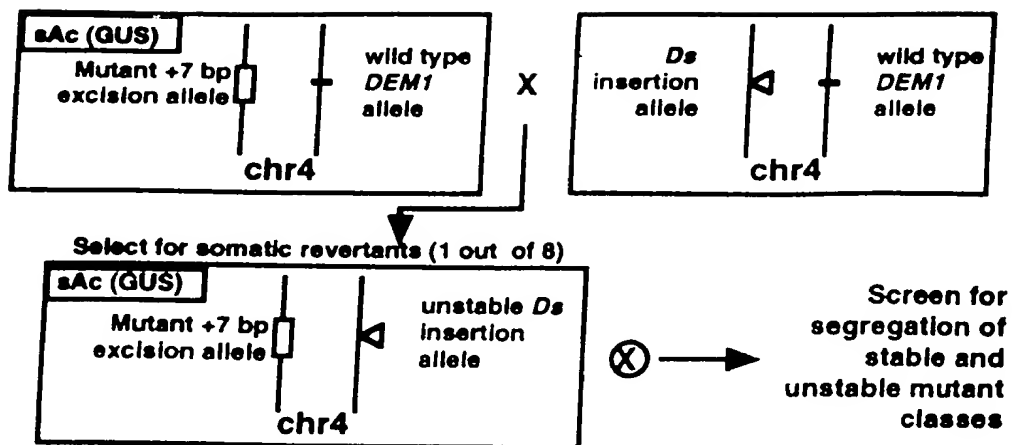 sAc (GUS)
Mutant +7 bp
excision allele
wild type
DEM1
allele
chr4
X
Ds
insertion
allele
wild type
DEM1
allele
chr4
Select for somatic revertants (1 out of 8)
sAc (GUS)
Mutant +7 bp
excision allele
unstable Ds
insertion
allele
chr4
X
Screen for
segregation of
stable and
unstable mutant
classes